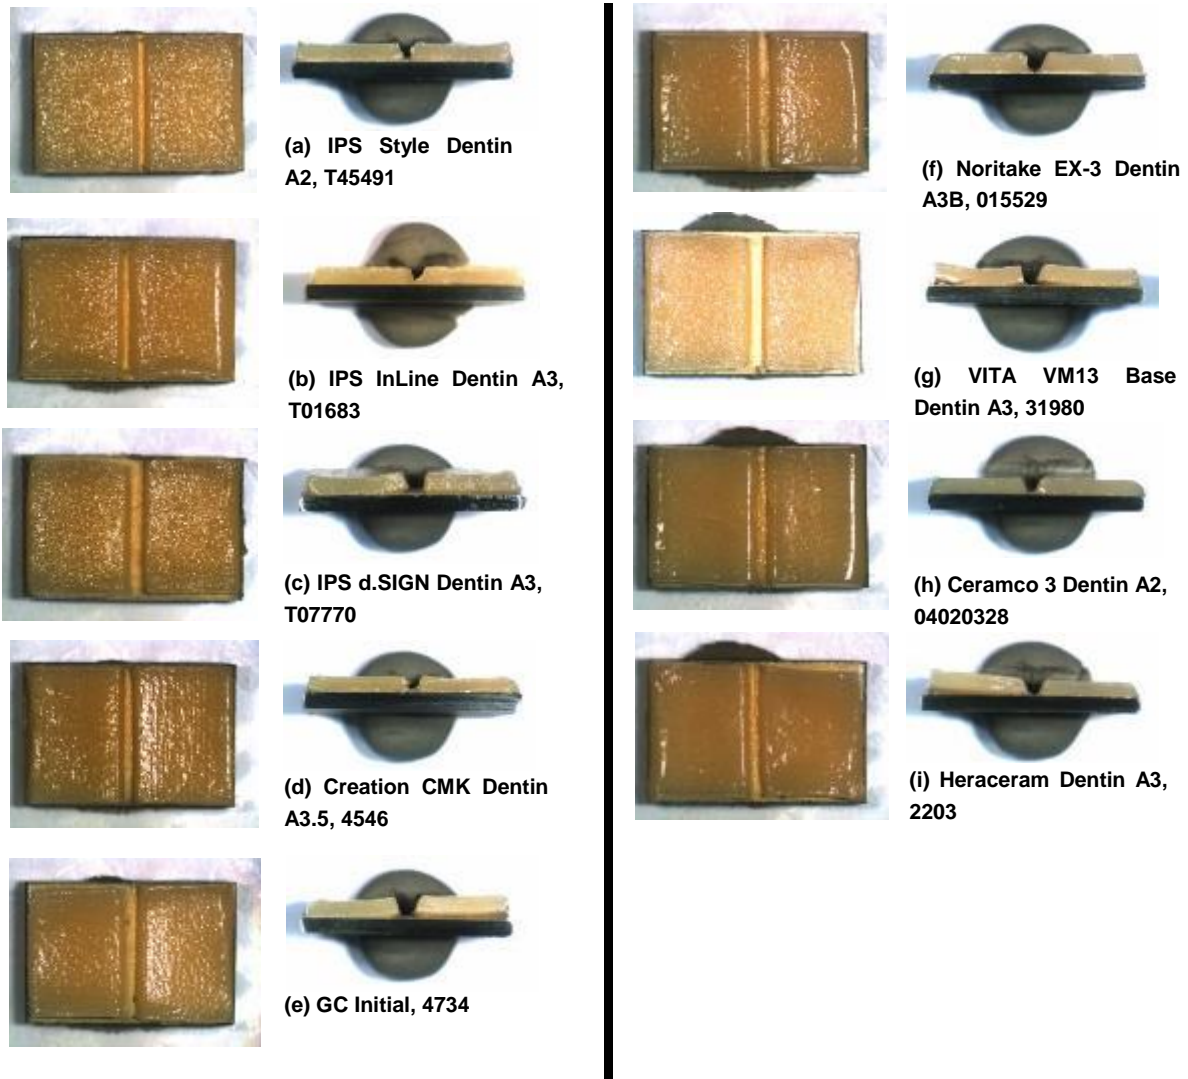 (a) IPS Style Dentin
A2, T45491
(b) IPS InLine Dentin A3,
T01683
(c) IPS d.SIGN Dentin A3,
T07770
(d) Creation CMK Dentin
A3.5, 4546
(e) GC Initial, 4734
(f) Noritake EX-3 Dentin
A3B, 015529
(g) VITA VM13 Base
Dentin A3, 31980
(h) Ceramco 3 Dentin A2,
04020328
(i) Heraceram Dentin A3,
2203